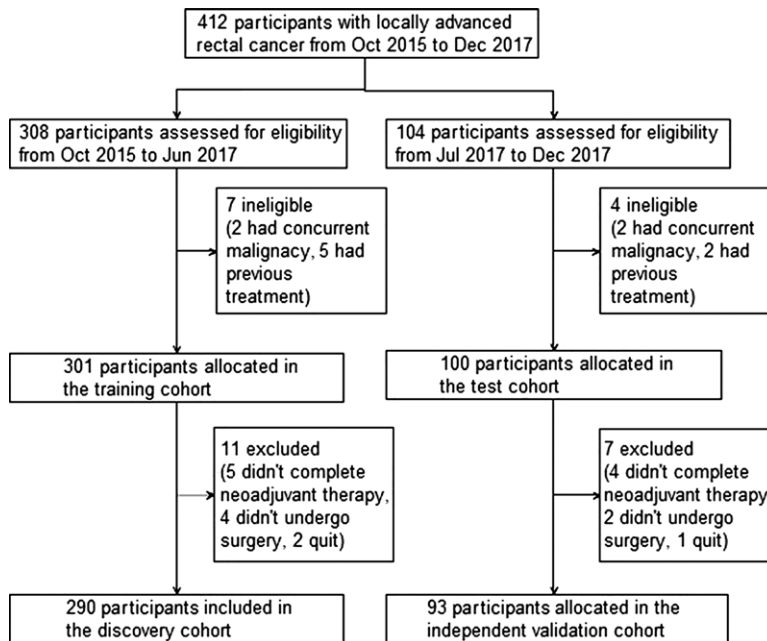 412 participants with locally advanced
rectal cancer from Oct 2015 to Dec 2017
308 participants assessed for eligibility
from Oct 2015 to Jun 2017
104 participants assessed for eligibility
from Jul 2017 to Dec 2017
7 ineligible
(2 had concurrent
malignacy, 5 had
previous
treatment)
4 ineligible
(2 had concurrent
malignacy, 2 had
previous
treatment)
301 participants allocated in
the training cohort
100 participants allocated in
the test cohort
11 excluded
(5 didn't complete
neoadjuvant therapy,
4 didn't undergo
surgery, 2 quit)
7 excluded
(4 didn't complete
neoadjuvant therapy,
2 didn't undergo
surgery, 1 quit)
290 participants included in
the discovery cohort
93 participants allocated in the
independent validation cohort